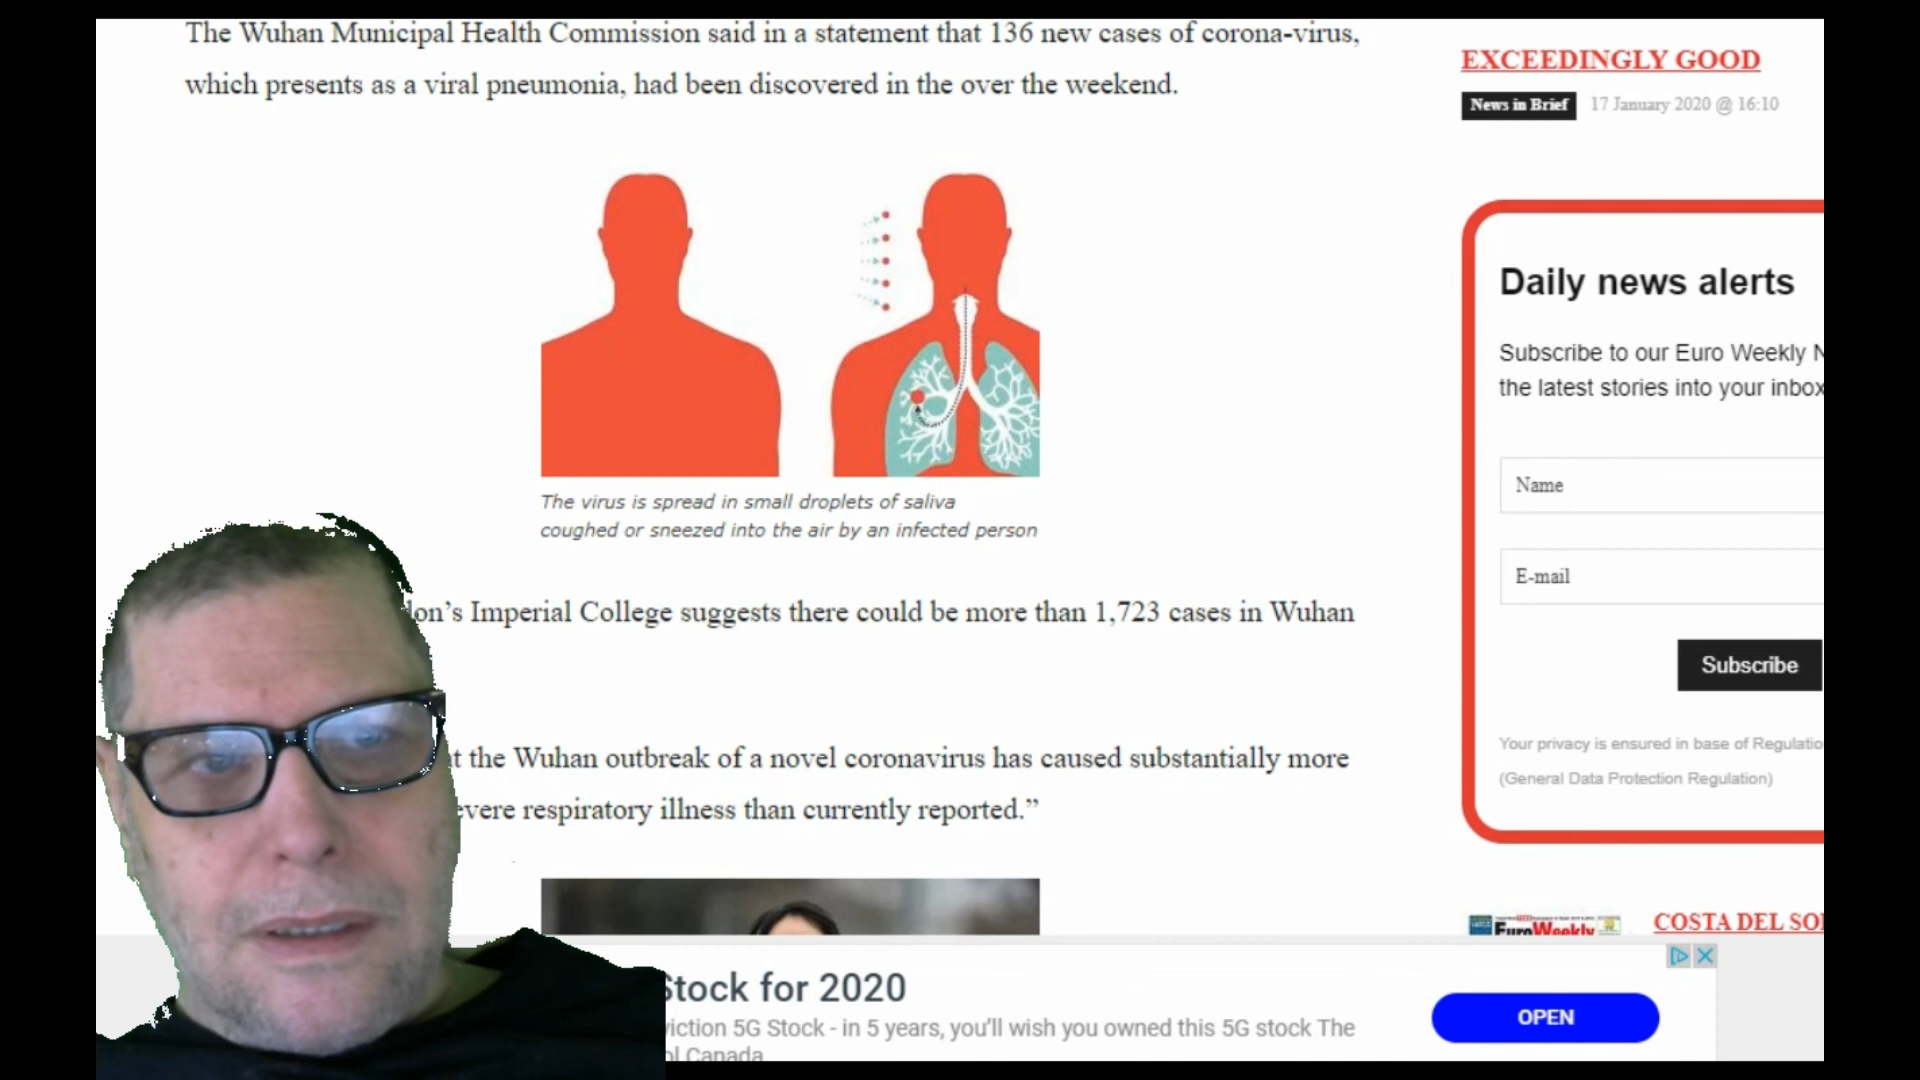 The Wuhan Municipal Health Commission said in a statement that 136 new cases of corona-virus,
which presents as a viral pneumonia, had been discovered in the over the weekend.
The virus is spread in small droplets of saliva
coughed or sneezed into the air by an infected person
Imperial College suggests there could be more than 1,723 cases in Wuhan
the Wuhan outbreak of a novel coronavirus has caused substantially more
respiratory illness than currently reported.”
EXCEEDINGLY GOOD
News in Brief 17 January 2020 @ 16:10
Daily news alerts
Subscribe to our Euro Weekly N
the latest stories into your inbox
Name
E-mail
Subscribe
Your privacy is ensured in base of Regulatio
(General Data Protection Regulation)
EuroWeekly
COSTA DEL SO
Stock for 2020
5G Stock - in 5 years, you’ll wish you owned this 5G stock The
Canada
OPEN